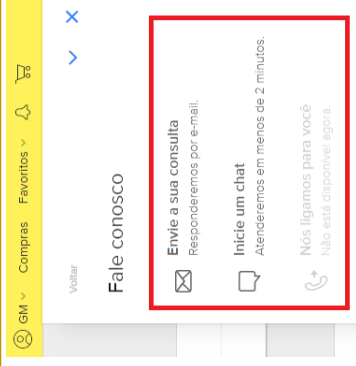 GM Compras Favoritos
Voltar
Fale conosco
Envie a sua consulta
Responderemos por e-mail.
Inicie um chat
Atenderemos em menos de 2 minutos.
Nós ligamos para você
Não está disponível agora.